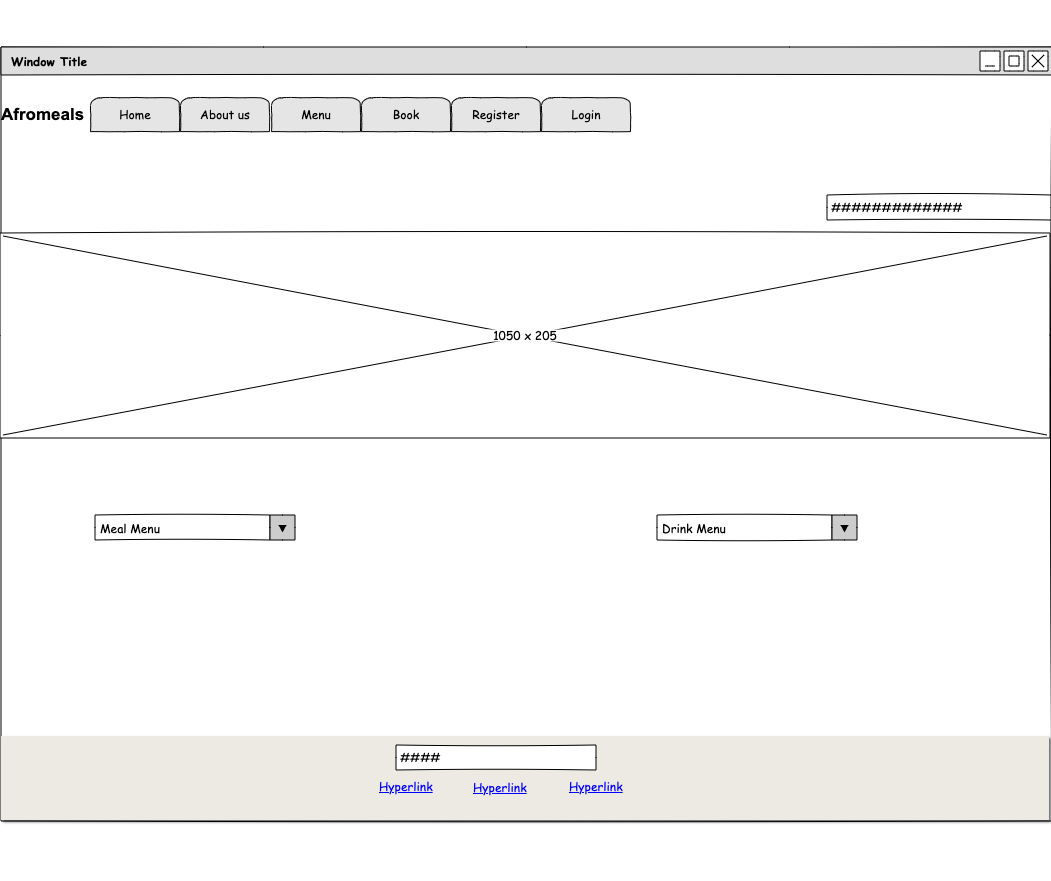 Window Title
Afromeals Home About us Menu Book Register Login
#############
1050 x 205
Meal Menu Drink Menu
####
Hyperlink Hyperlink Hyperlink